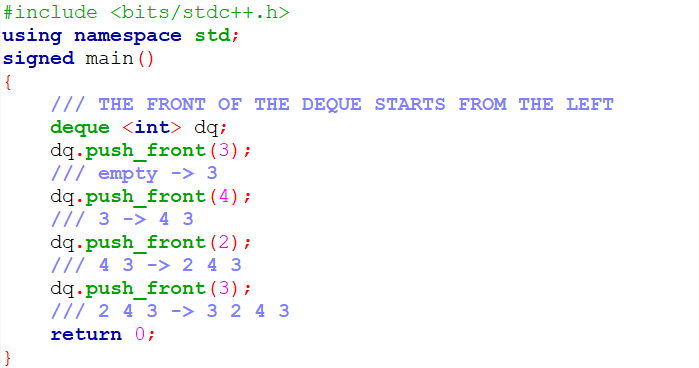 #include <bits/stdc++.h>
using namespace std;
signed main()
{
    /// THE FRONT OF THE DEQUE STARTS FROM THE LEFT
    deque <int> dq;
    dq.push_front(3);
    /// empty -> 3
    dq.push_front(4);
    /// 3 -> 4 3
    dq.push_front(2);
    /// 4 3 -> 2 4 3
    dq.push_front(3);
    /// 2 4 3 -> 3 2 4 3
    return 0;
}